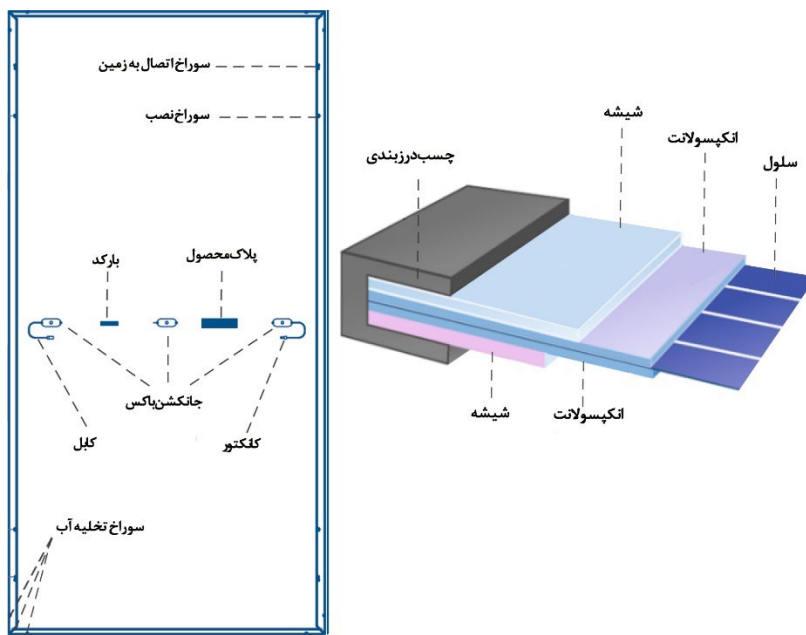 سوراخ اتصال به زمین
سوراخ نصب
پلاک محصول
بارکد
جانکشن باکس
کانکتور
کابل
سوراخ تخلیه آب
شیشه
انکپسولانت
چسب درزبندی
سلول
انکپسولانت
شیشه